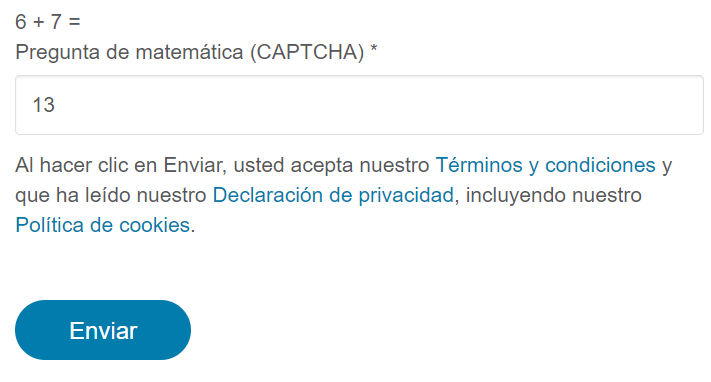 6 + 7 =
Pregunta de matemática (CAPTCHA) *
13
Al hacer clic en Enviar, usted acepta nuestro Términos y condiciones y
que ha leído nuestro Declaración de privacidad, incluyendo nuestro
Política de cookies.
Enviar